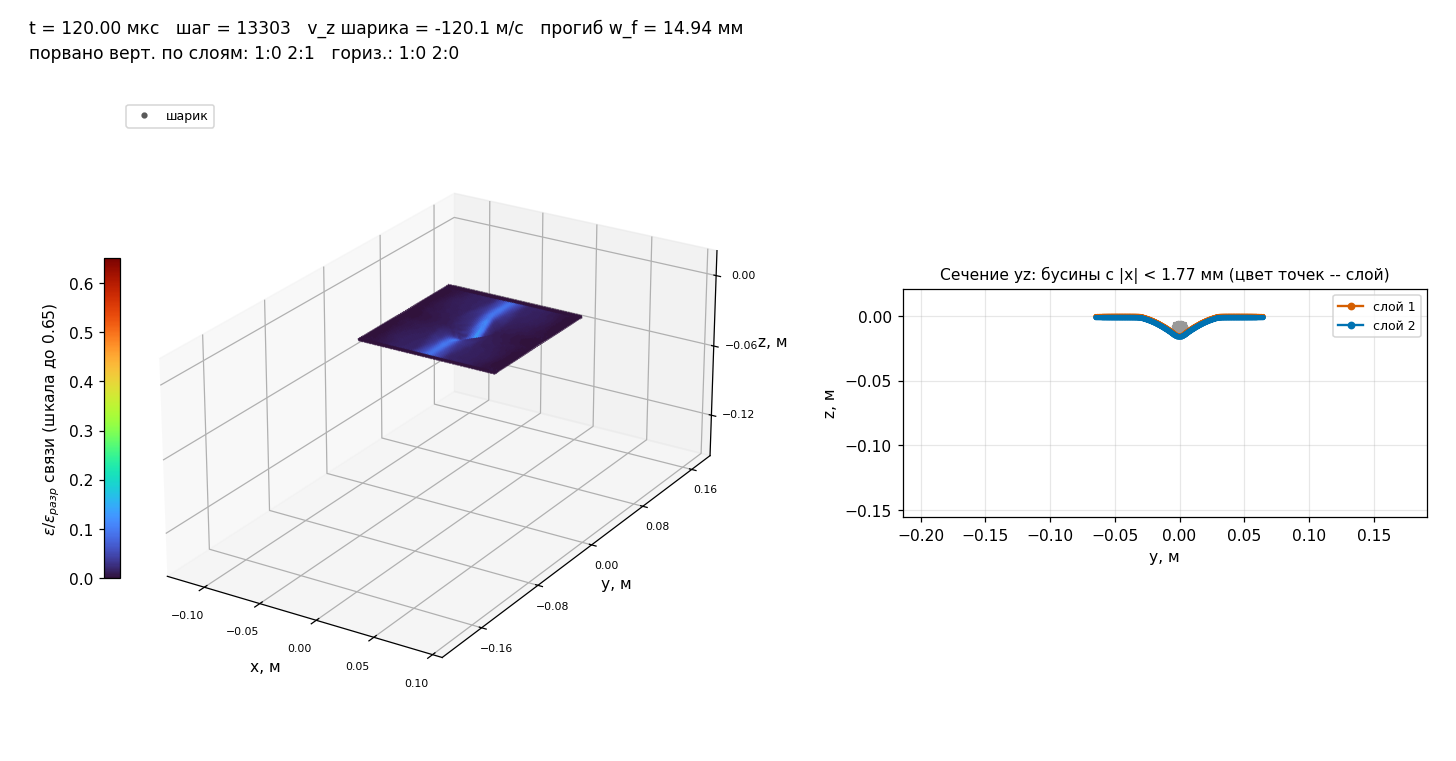 t = 120.00 мкс   шаг = 13303   v_z шарика = -120.1 м/с   прогиб w_f = 14.94 мм
порвано верт. по слоям: 1:0 2:1   гориз.: 1:0 2:0
шарик
ε/ε_разр связи (шкала до 0.65)
0.6
0.5
0.4
0.3
0.2
0.1
0.0
0.00
−0.06
−0.12
z, м
0.16
0.08
0.00
−0.08
−0.16
y, м
−0.10
−0.05
0.00
0.05
0.10
x, м
Сечение yz: бусины с |x| < 1.77 мм (цвет точек -- слой)
слой 1
слой 2
0.00
−0.05
−0.10
−0.15
z, м
−0.20
−0.15
−0.10
−0.05
0.00
0.05
0.10
0.15
y, м